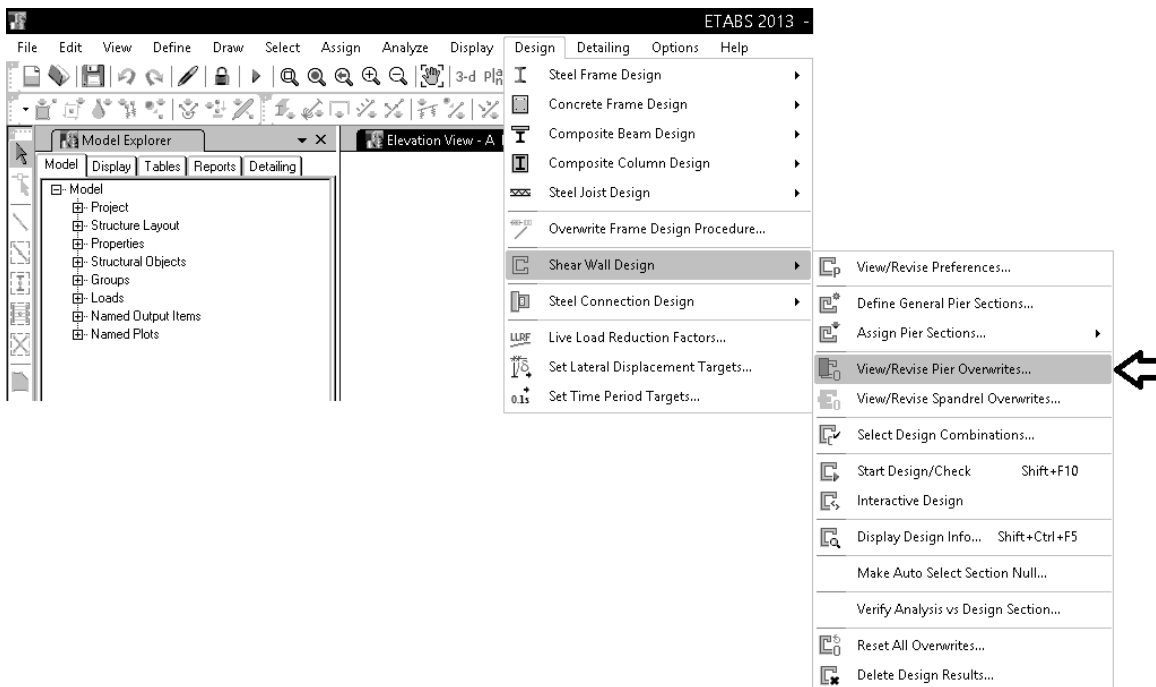 ETABS 2013 -
File Edit View Define Draw Select Assign Analyze Display Design Detailing Options Help
3-d
Model Explorer
Elevation View - A
Model Display Tables Reports Detailing
Model
Project
Structure Layout
Properties
Structural Objects
Groups
Loads
Named Output Items
Named Plots
Steel Frame Design
Concrete Frame Design
Composite Beam Design
Composite Column Design
Steel Joist Design
Overwrite Frame Design Procedure...
Shear Wall Design
Steel Connection Design
LLRF Live Load Reduction Factors...
Set Lateral Displacement Targets...
0.1s Set Time Period Targets...
View/Revise Preferences...
Define General Pier Sections...
Assign Pier Sections...
View/Revise Pier Overwrites...
View/Revise Spandrel Overwrites...
Select Design Combinations...
Start Design/Check Shift+F10
Interactive Design
Display Design Info... Shift+Ctrl+F5
Make Auto Select Section Null...
Verify Analysis vs Design Section...
Reset All Overwrites...
Delete Design Results...